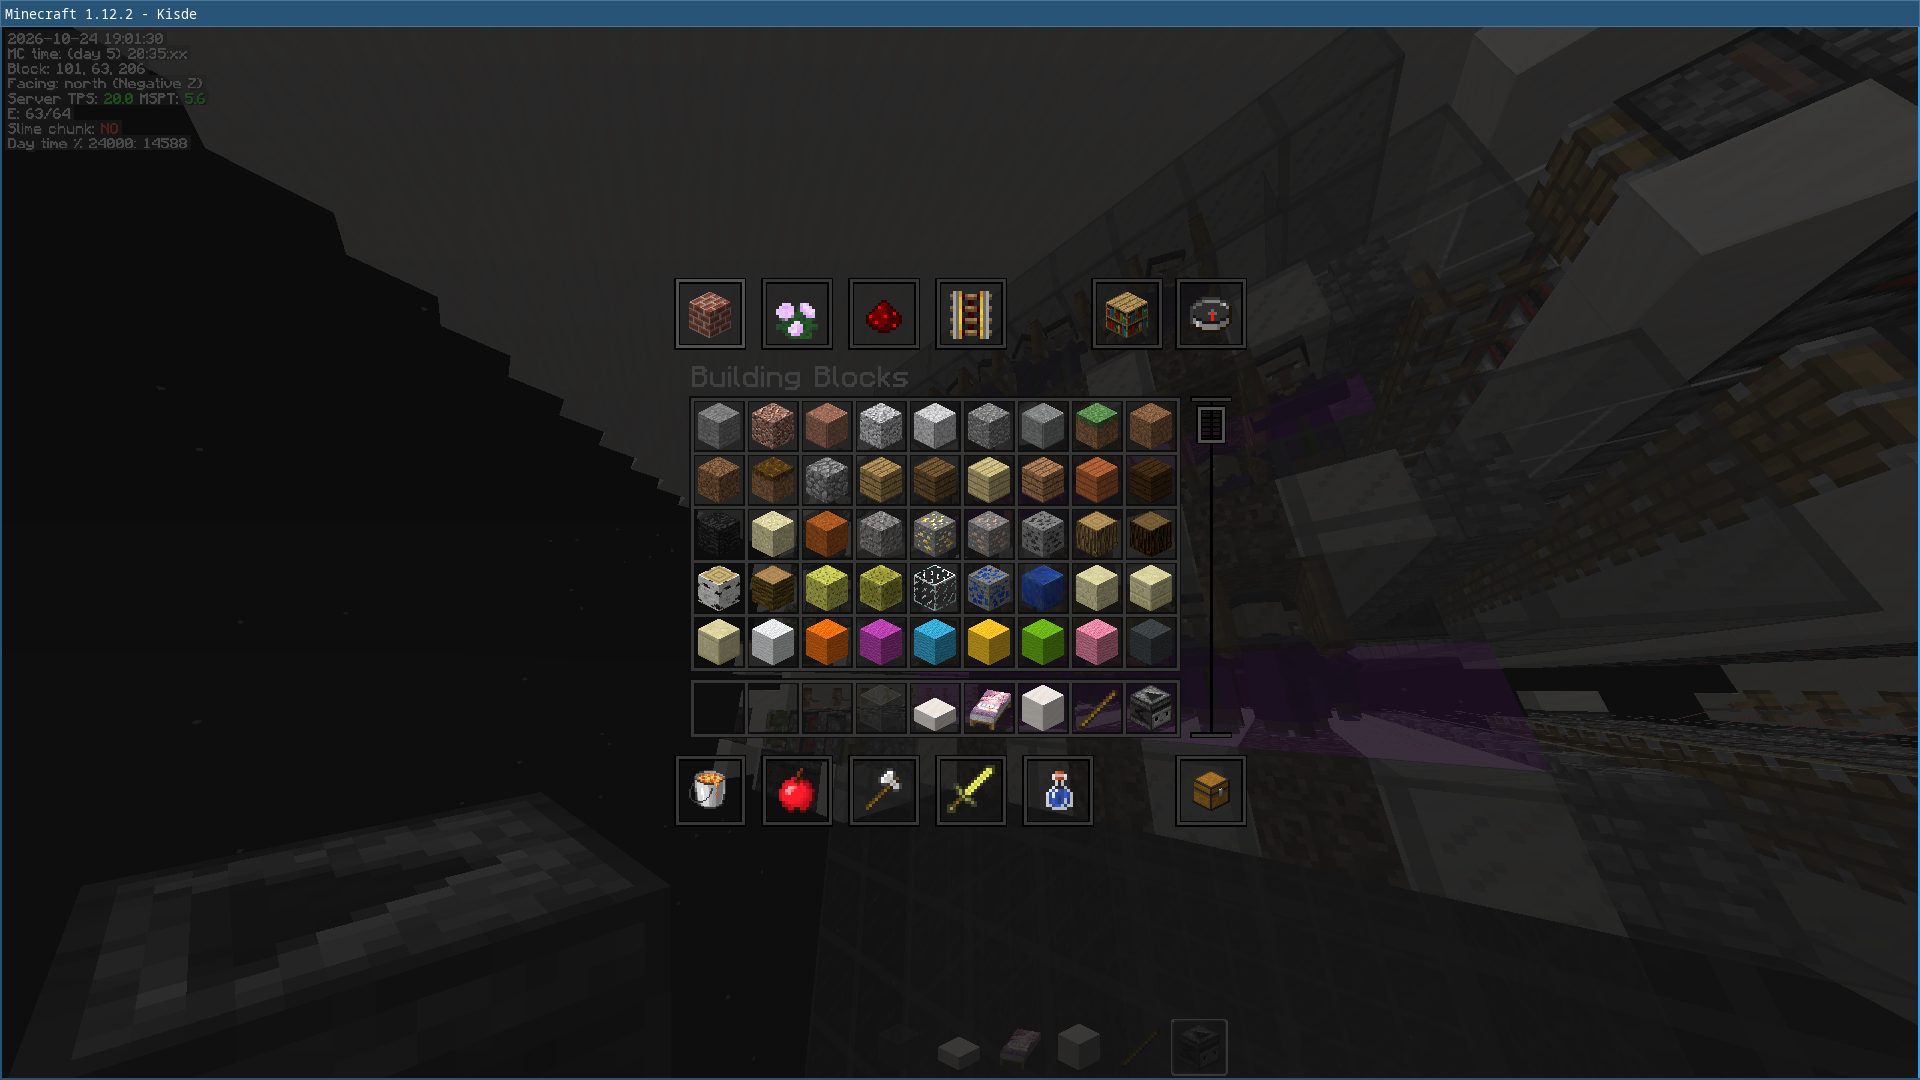 Minecraft 1.12.2 - Kisde
2026-10-24 19:01:30
MC time: (day 5) 20:35:xx
Block: 101, 63, 206
Facing: north (Negative Z)
Server TPS: 20.0 MSPT: 5.6
E: 63/64
Slime chunk: NO
Day time % 24000: 14588
Building Blocks